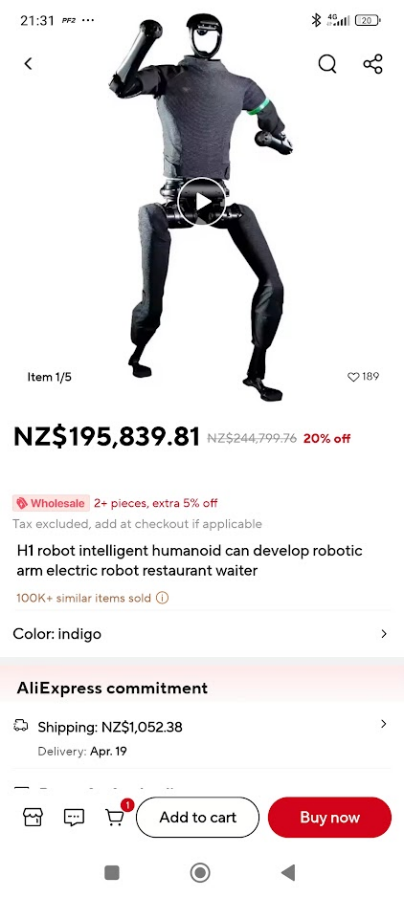 21:31 PF2 ··· 4G 20
Item 1/5
189
NZ$195,839.81 NZ$244,799.76 20% off
Wholesale 2+ pieces, extra 5% off
Tax excluded, add at checkout if applicable
H1 robot intelligent humanoid can develop robotic
arm electric robot restaurant waiter
100K+ similar items sold
Color: indigo
AliExpress commitment
Shipping: NZ$1,052.38
Delivery: Apr. 19
1
Add to cart
Buy now